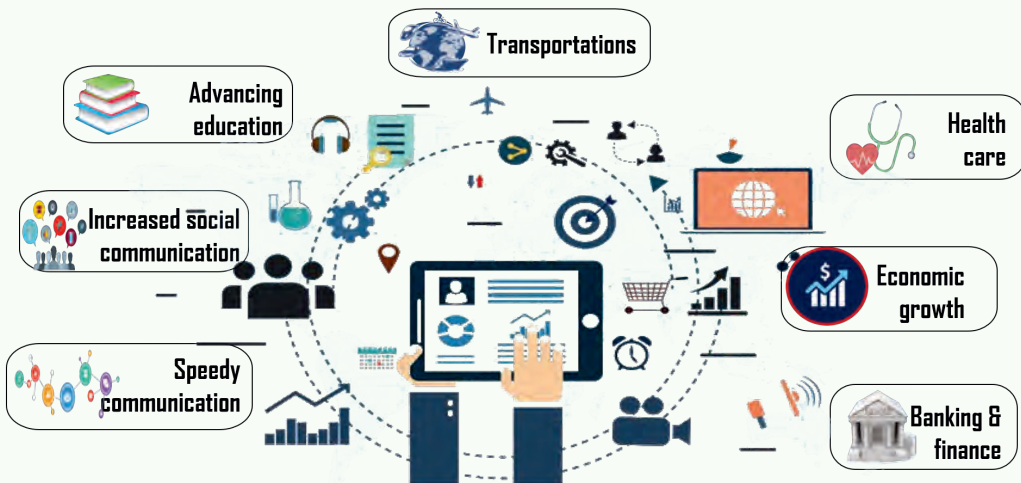 Transportations
Advancing
education
Health
care
Increased social
communication
Economic
growth
Speedy
communication
Banking &
finance